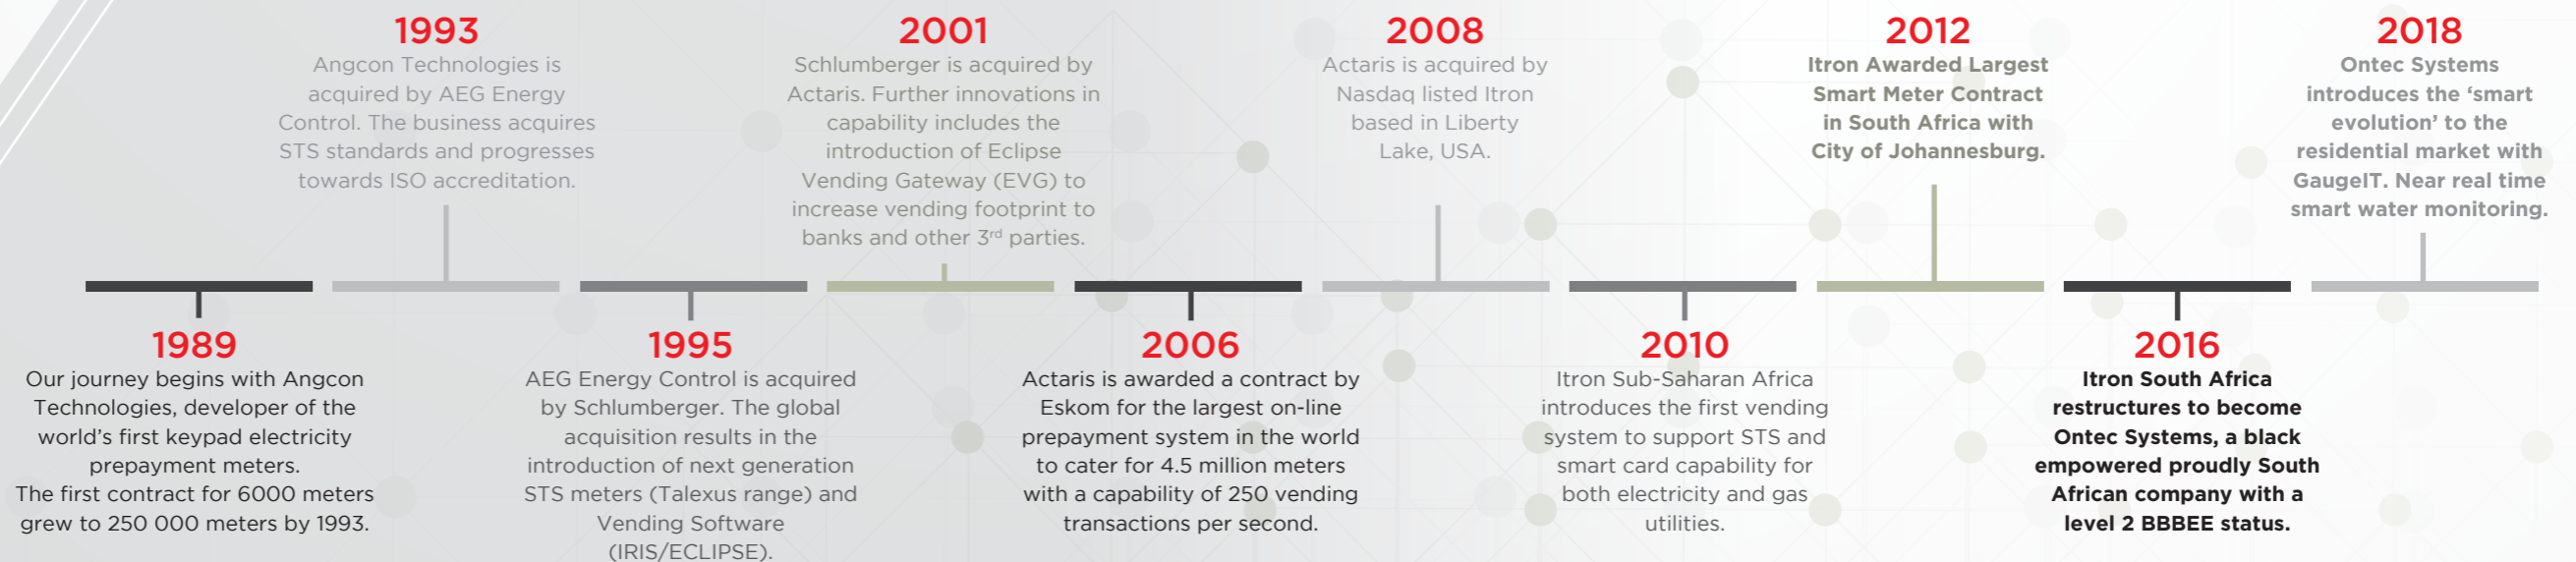 1989
Our journey begins with Angcon
Technologies, developer of the
world's first keypad electricity
prepayment meters.
The first contract for 6000 meters
grew to 250 000 meters by 1993.
1993
Angcon Technologies is
acquired by AEG Energy
Control. The business acquires
STS standards and progresses
towards ISO accreditation.
1995
AEG Energy Control is acquired
by Schlumberger. The global
acquisition results in the
introduction of next generation
STS meters (Talexus range) and
Vending Software
(IRIS/ECLIPSE).
2001
Schlumberger is acquired by
Actaris. Further innovations in
capability includes the
introduction of Eclipse
Vending Gateway (EVG) to
increase vending footprint to
banks and other 3rd parties.
2006
Actaris is awarded a contract by
Eskom for the largest on-line
prepayment system in the world
to cater for 4.5 million meters
with a capability of 250 vending
transactions per second.
2008
Actaris is acquired by
Nasdaq listed Itron
based in Liberty
Lake, USA.
2010
Itron Sub-Saharan Africa
introduces the first vending
system to support STS and
smart card capability for
both electricity and gas
utilities.
2012
Itron Awarded Largest
Smart Meter Contract
in South Africa with
City of Johannesburg.
2016
Itron South Africa
restructures to become
Ontec Systems, a black
empowered proudly South
African company with a
level 2 BBBEE status.
2018
Ontec Systems
introduces the ‘smart
evolution’ to the
residential market with
GaugeIT. Near real time
smart water monitoring.